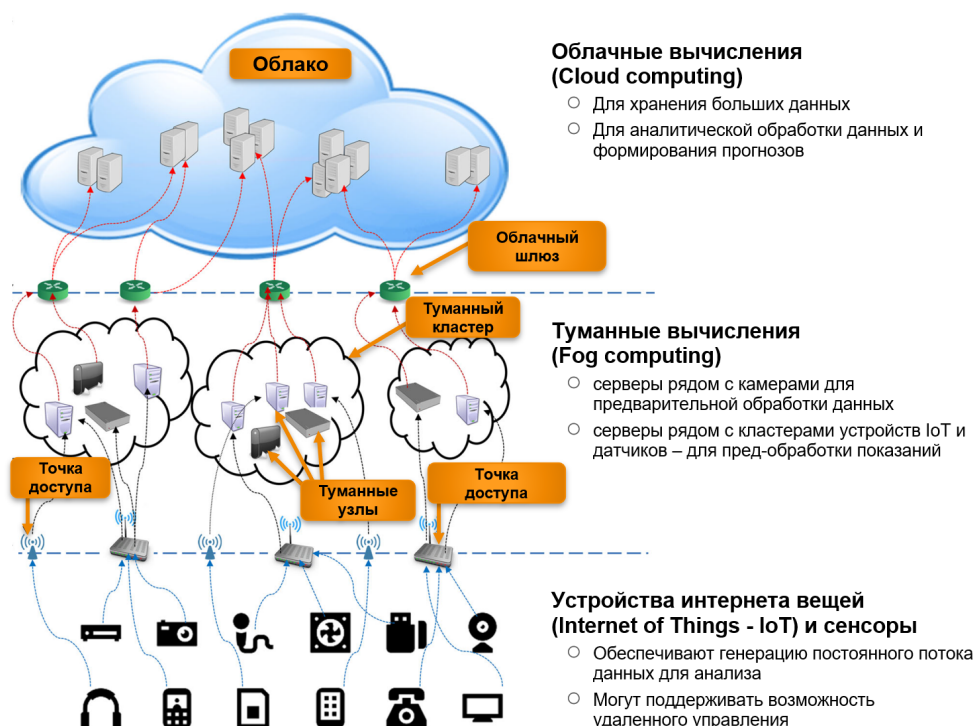 Облако
Облачные вычисления
(Cloud computing)
Для хранения больших данных
Для аналитической обработки данных и
формирования прогнозов
Облачный
шлюз
Туманный
кластер
Туманные вычисления
(Fog computing)
серверы рядом с камерами для
предварительной обработки данных
серверы рядом с кластерами устройств IoT и
датчиков – для пред-обработки показаний
Точка
доступа
Туманные
узлы
Точка
доступа
Устройства интернета вещей
(Internet of Things - IoT) и сенсоры
Обеспечивают генерацию постоянного потока
данных для анализа
Могут поддерживать возможность
удаленного управления